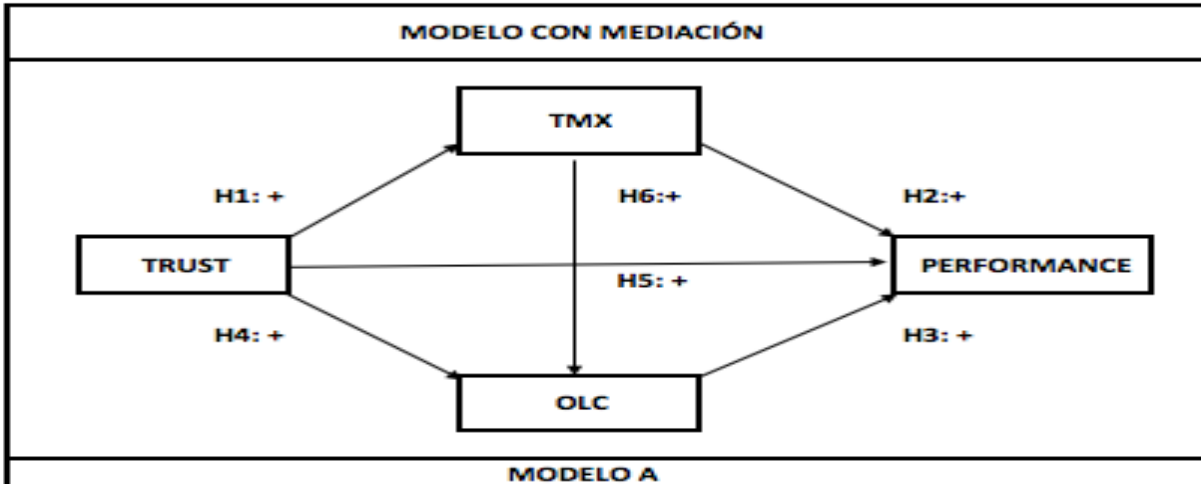 MODELO CON MEDIACIÓN
TMX
H1: +
H6:+
H2:+
TRUST
PERFORMANCE
H5: +
H4: +
H3: +
OLC
MODELO A